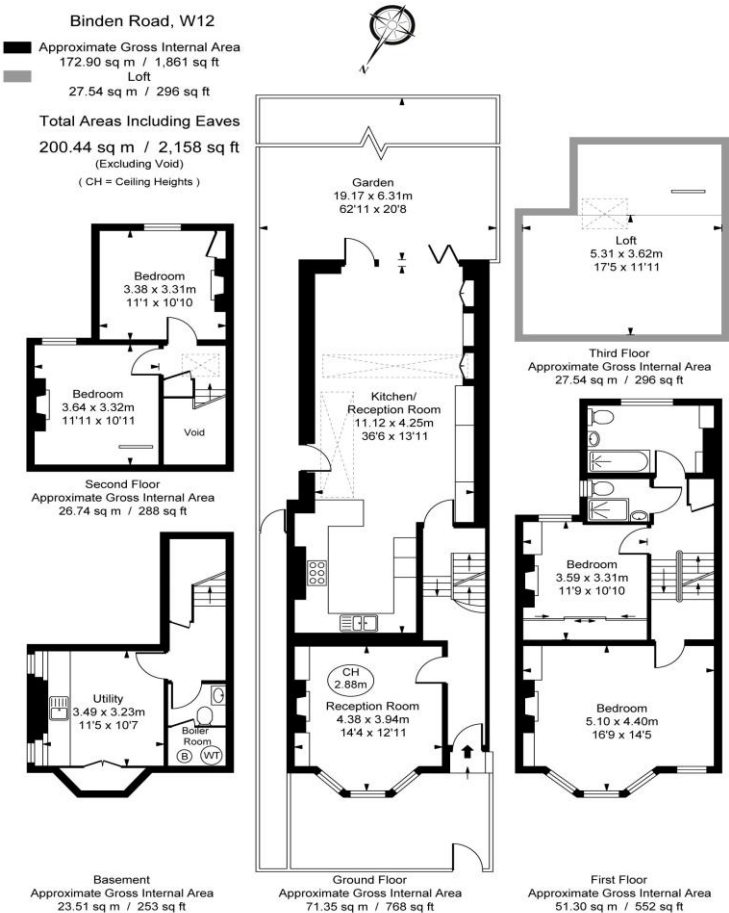 Binden Road, W12
Approximate Gross Internal Area
172.90 sq m / 1,861 sq ft
Loft
27.54 sq m / 296 sq ft
Total Areas Including Eaves
200.44 sq m / 2,158 sq ft
(Excluding Void)
( CH = Ceiling Heights )
N
Garden
19.17 x 6.31m
62'11 x 20'8
Loft
5.31 x 3.62m
17'5 x 11'11
Third Floor
Approximate Gross Internal Area
27.54 sq m / 296 sq ft
Bedroom
3.38 x 3.31m
11'1 x 10'10
Bedroom
3.64 x 3.32m
11'11 x 10'11
Void
Second Floor
Approximate Gross Internal Area
26.74 sq m / 288 sq ft
Kitchen/
Reception Room
11.12 x 4.25m
36'6 x 13'11
CH
2.88m
Reception Room
4.38 x 3.94m
14'4 x 12'11
Bedroom
3.59 x 3.31m
11'9 x 10'10
Bedroom
5.10 x 4.40m
16'9 x 14'5
Utility
3.49 x 3.23m
11'5 x 10'7
Boiler
Room
B
WT
Basement
Approximate Gross Internal Area
23.51 sq m / 253 sq ft
Ground Floor
Approximate Gross Internal Area
71.35 sq m / 768 sq ft
First Floor
Approximate Gross Internal Area
51.30 sq m / 552 sq ft